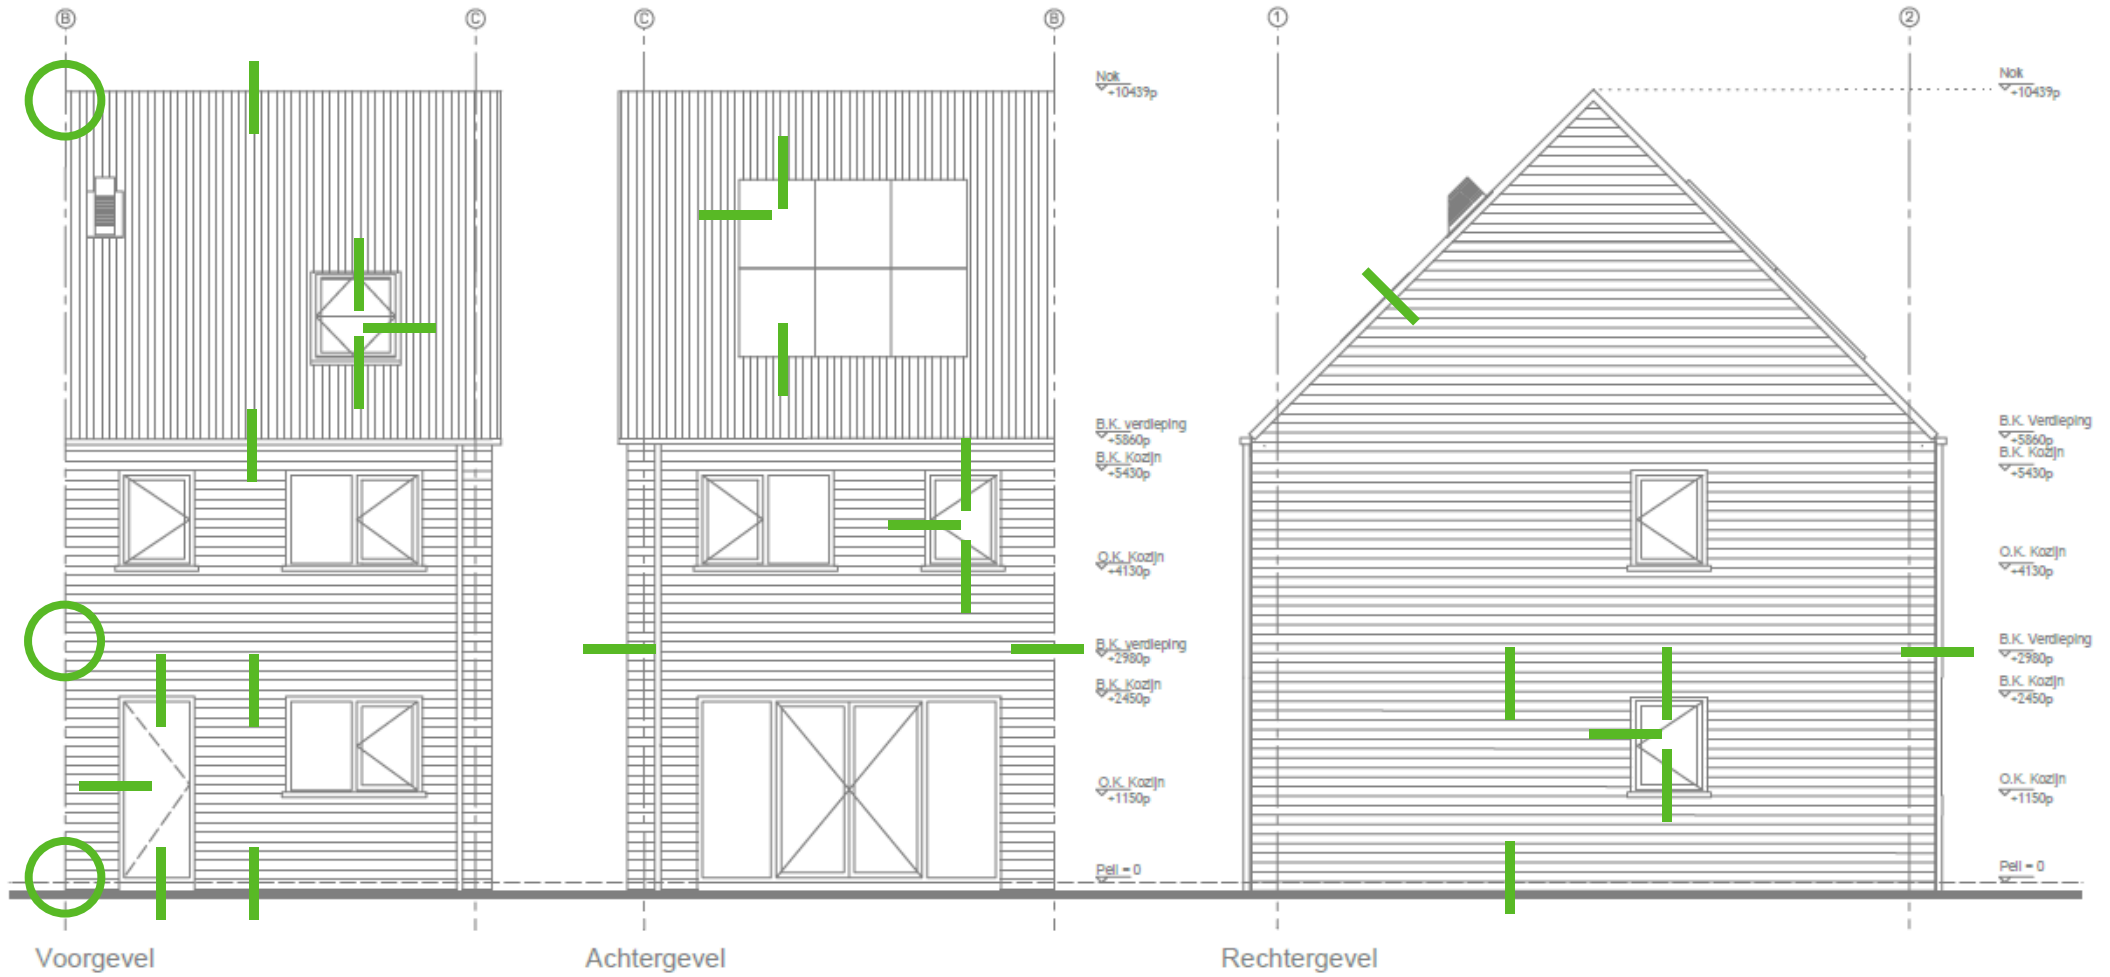 B
C
C
B
1
2
Nok
+10439p
B.K. verdieping
+5860p
B.K. Kozijn
+5430p
O.K. Kozijn
+4130p
B.K. verdieping
+2980p
B.K. Kozijn
+2450p
O.K. Kozijn
+1150p
Peil = 0
Nok
+10439p
B.K. Verdieping
+5860p
B.K. Kozijn
+5430p
O.K. Kozijn
+4130p
B.K. Verdieping
+2980p
B.K. Kozijn
+2450p
O.K. Kozijn
+1150p
Peil = 0
Voorgevel
Achtergevel
Rechtergevel